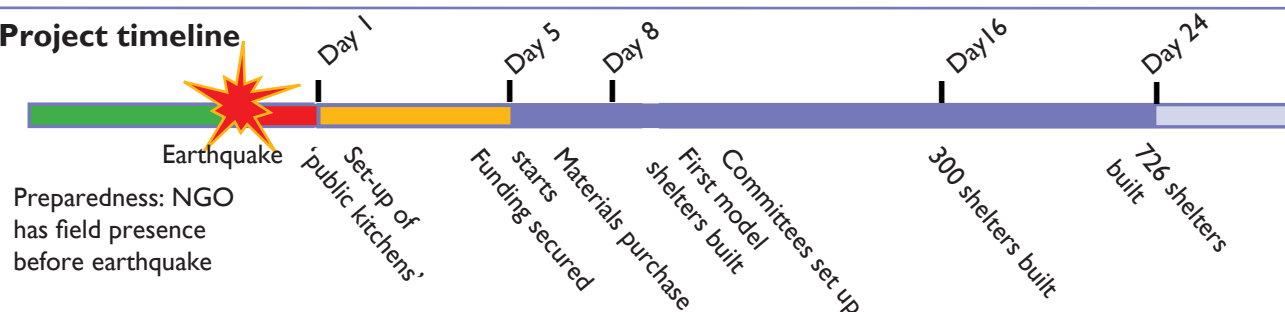 Project timeline
Day 1
Day 5
Day 8
Day16
Day 24
Earthquake
Preparedness: NGO
has field presence
before earthquake
Set-up of
‘public kitchens’
Funding secured
Materials purchase
starts
First model
shelters built
Committees set up
300 shelters built
726 shelters
built